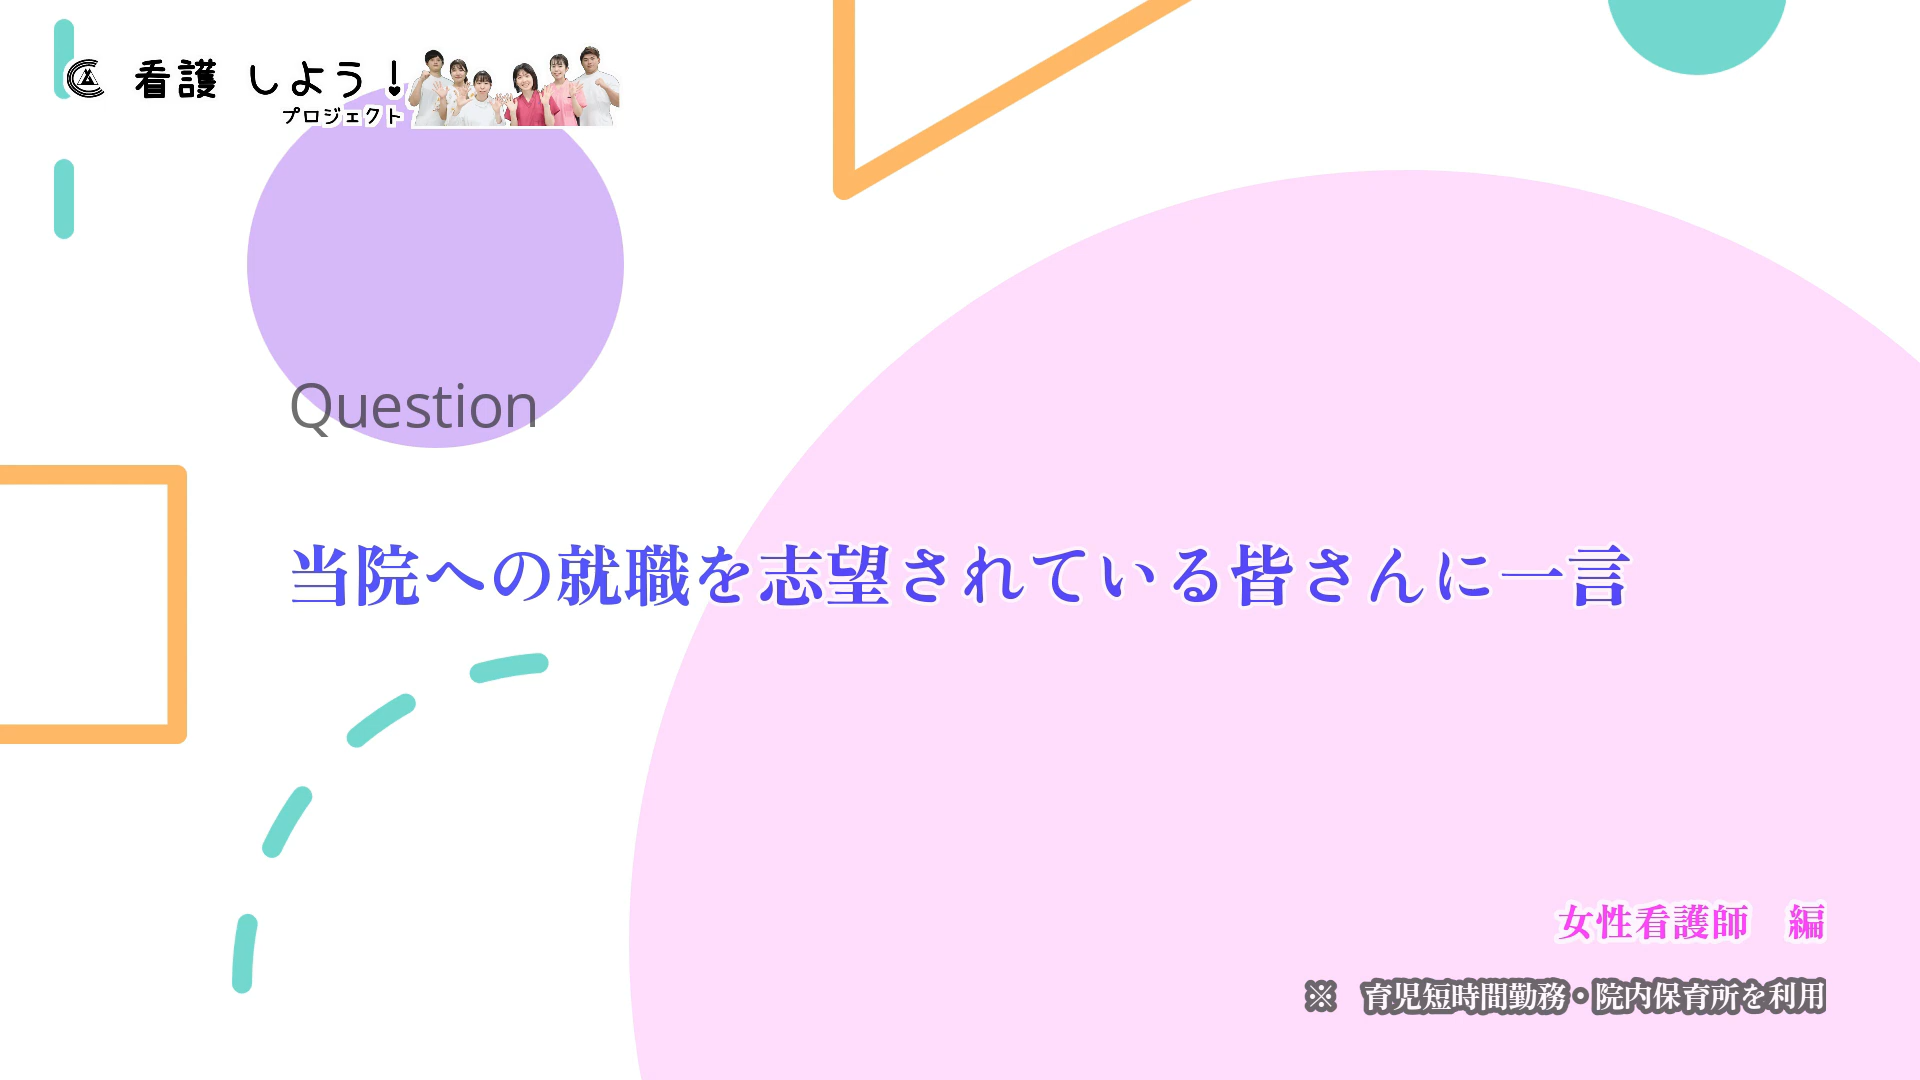 看護 しよう！
プロジェクト
Question
当院への就職を志望されている皆さんに一言
女性看護師　編
※　育児短時間勤務・院内保育所を利用